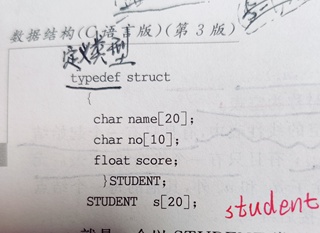 数据结构(C语言版)(第3版)
定义类型
typedef struct
{
char name[20];
char no[10];
float score;
}STUDENT;
STUDENT s[20];
student